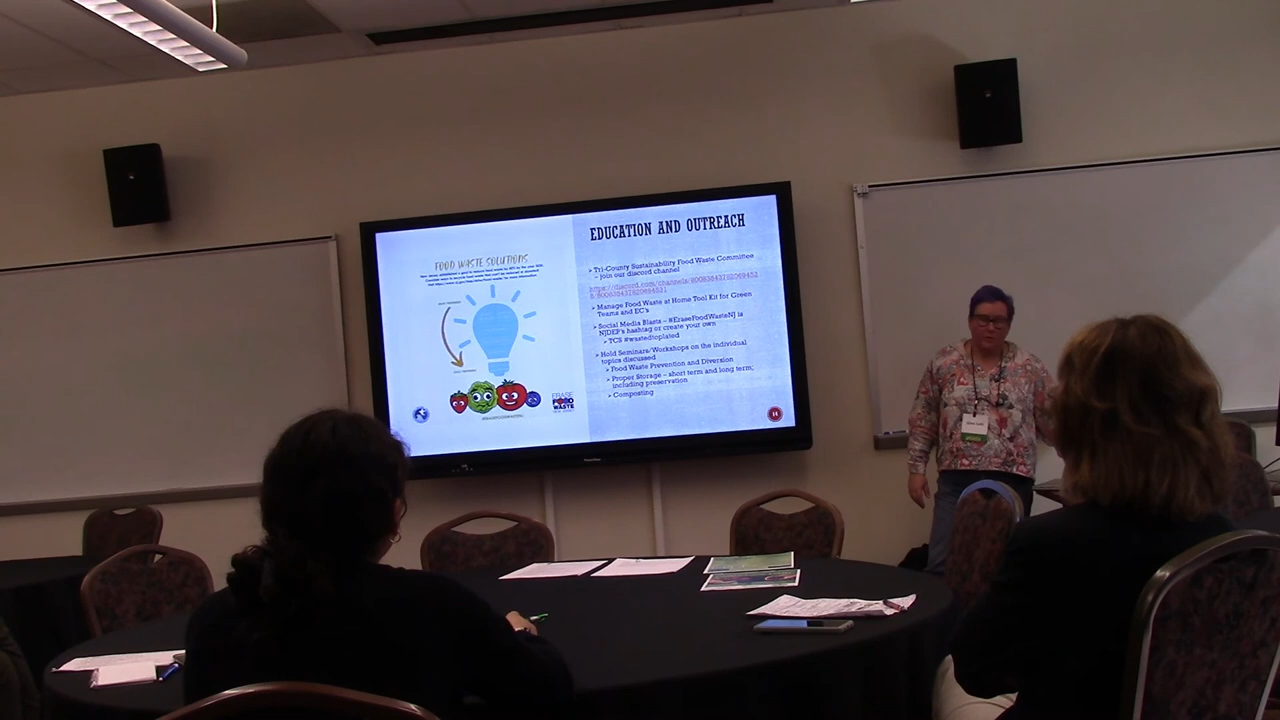 FOOD WASTE SOLUTIONS
EDUCATION AND OUTREACH
➢ Tri-County Sustainability Food Waste Committee
– join our discord channel
➢ Manage Food Waste at Home Tool Kit for Green
Teams and EC's
➢ Social Media Blasts – #EraseFoodWasteNJ is
NJDEP's hashtag or create your own
➢ TCS #wastedtoplated
➢ Hold Seminars/Workshops on the individual
topics discussed
➢ Food Waste Prevention and Diversion
➢ Proper Storage – short term and long term;
including preservation
➢ Composting
ERASE
FOOD
WASTE
14